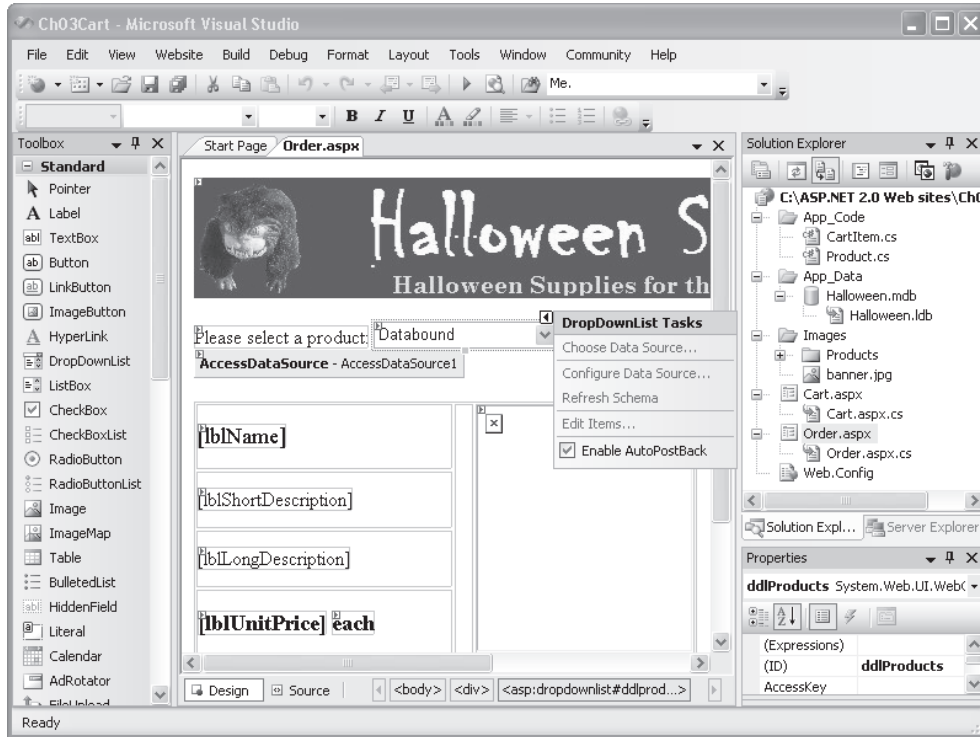 Ch03Cart - Microsoft Visual Studio
File Edit View Website Build Debug Format Layout Tools Window Community Help
Me.
B I U A
Toolbox
Standard
Pointer
A Label
abl TextBox
ab Button
ab LinkButton
ImageButton
A HyperLink
DropDownList
ListBox
CheckBox
CheckBoxList
RadioButton
RadioButtonList
Image
ImageMap
Table
BulletedList
abl HiddenField
Literal
Calendar
AdRotator
FileUpload
Start Page Order.aspx
Halloween S
Halloween Supplies for th
Please select a product: Databound
AccessDataSource - AccessDataSource1
DropDownList Tasks
Choose Data Source...
Configure Data Source...
Refresh Schema
Edit Items...
Enable AutoPostBack
[lblName]
[lblShortDescription]
[lblLongDescription]
[lblUnitPrice] each
Design Source <body> <div> <asp:dropdownlist#ddlprod...>
Solution Explorer
C:\ASP.NET 2.0 Web sites\Ch0
App_Code
CartItem.cs
Product.cs
App_Data
Halloween.mdb
Halloween.ldb
Images
Products
banner.jpg
Cart.aspx
Cart.aspx.cs
Order.aspx
Order.aspx.cs
Web.Config
Solution Expl... Server Explorer
Properties
ddlProducts System.Web.UI.Web(
(Expressions)
(ID) ddlProducts
AccessKey
Ready